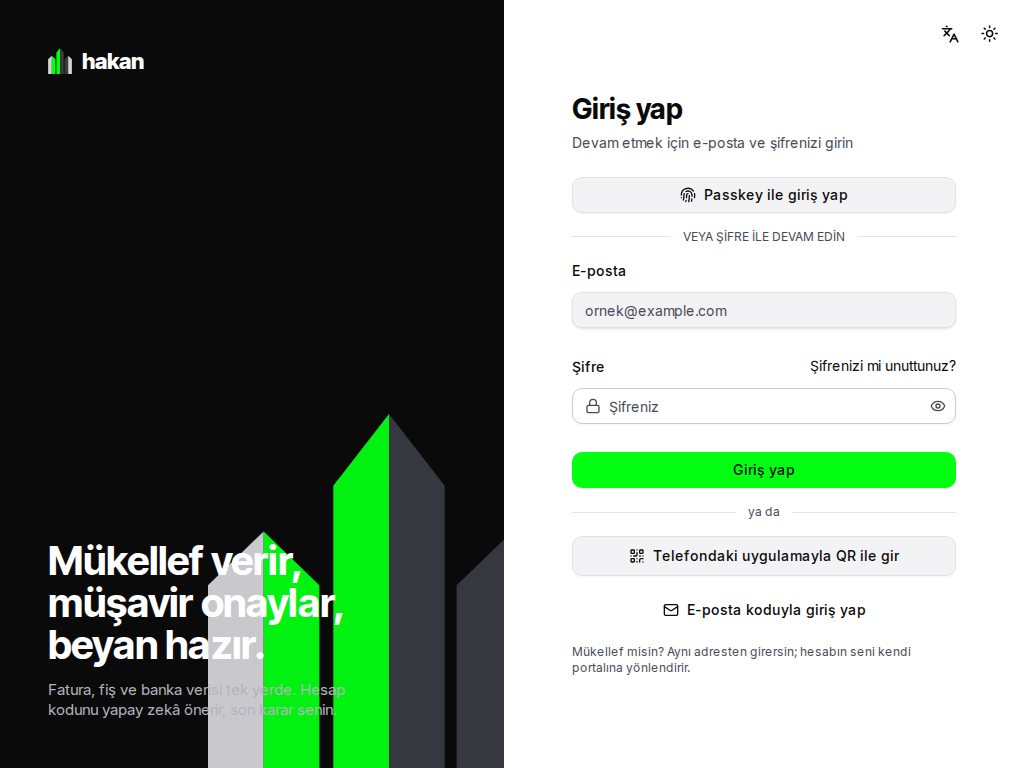 hakan
Mükellef verir,
müşavir onaylar,
beyan hazır.
Fatura, fiş ve banka verisi tek yerde. Hesap
kodunu yapay zekâ önerir, son karar senin.
Giriş yap
Devam etmek için e-posta ve şifrenizi girin
Passkey ile giriş yap
VEYA ŞİFRE İLE DEVAM EDİN
E-posta
ornek@example.com
Şifre
Şifrenizi mi unuttunuz?
Şifreniz
Giriş yap
ya da
Telefondaki uygulamayla QR ile gir
E-posta koduyla giriş yap
Mükellef misin? Aynı adresten girersin; hesabın seni kendi
portalına yönlendirir.